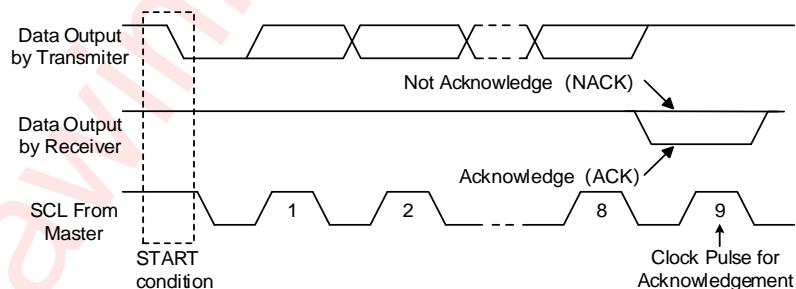 Data Output
by Transmiter
Not Acknowledge (NACK)
Data Output
by Receiver
Acknowledge (ACK)
SCL From
Master
1
2
8
9
START
condition
Clock Pulse for
Acknowledgement